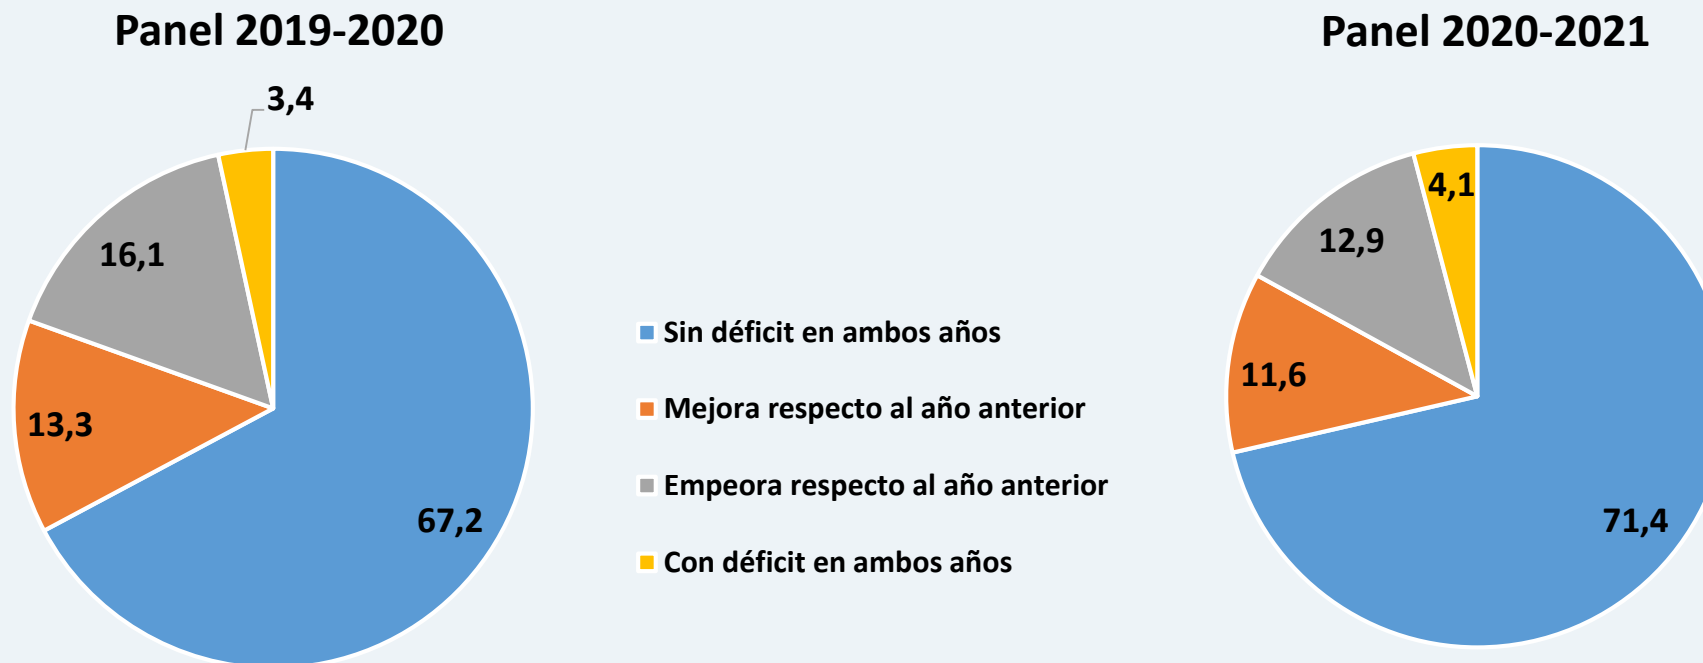 Panel 2019-2020
3,4
16,1
13,3
67,2
Sin déficit en ambos años
Mejora respecto al año anterior
Empeora respecto al año anterior
Con déficit en ambos años
Panel 2020-2021
4,1
12,9
11,6
71,4